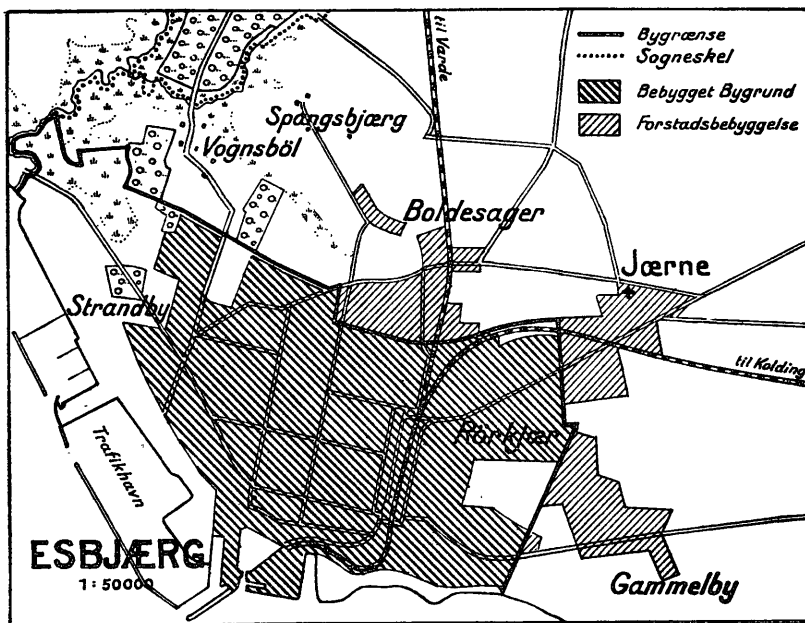 til Varde
Bygrænse
Sogneskel
Bebygget Bygrund
Forstadsbebyggelse
Spangsbjærg
Vognsböl
Boldesager
Jærne
Strandby
til Kolding
Rörkjær
Trafikhavn
ESBJÆRG
1:50000
Gammelby